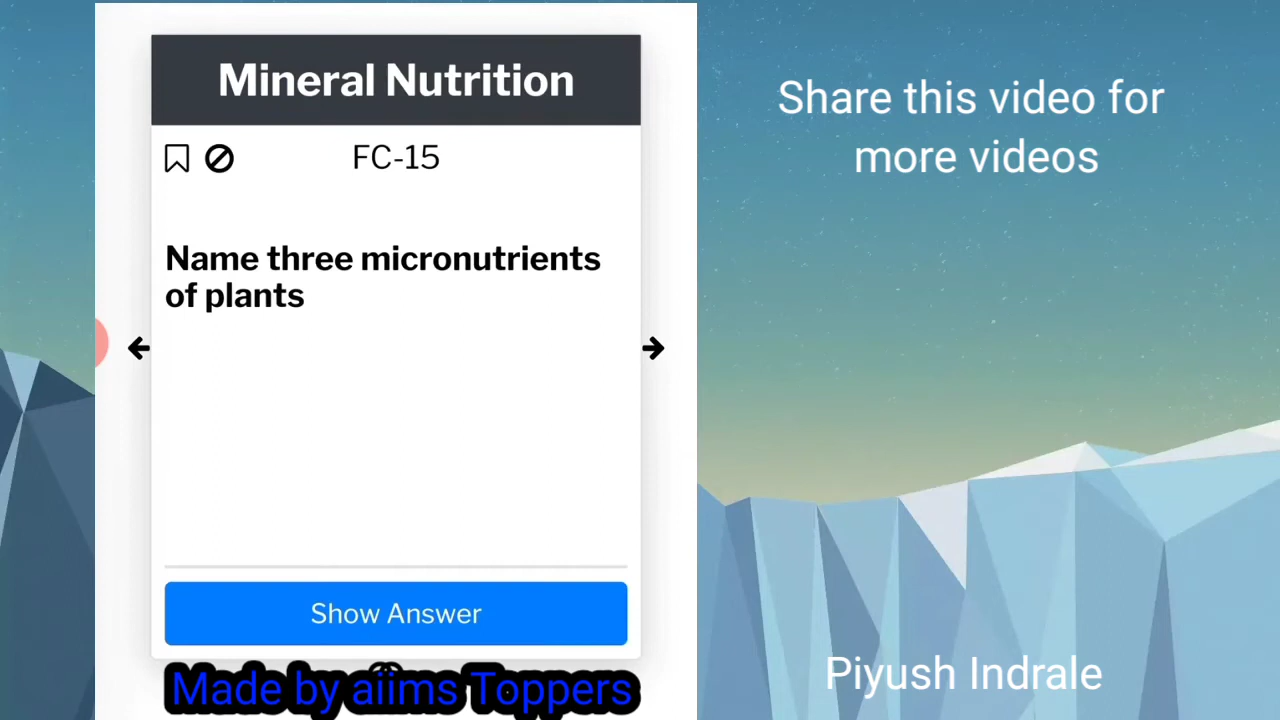 Mineral Nutrition
FC-15
Name three micronutrients
of plants
Show Answer
Made by aiims Toppers
Share this video for
more videos
Piyush Indrale